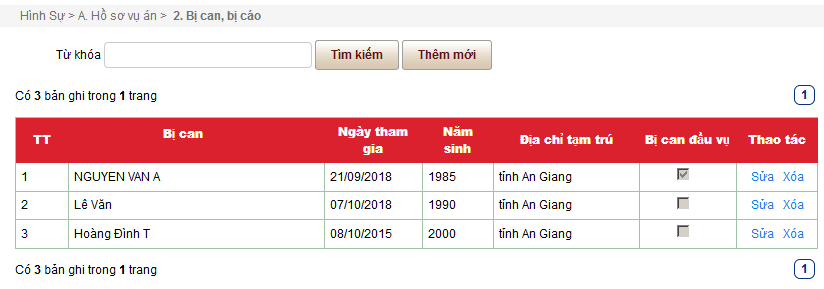 Hình Sự > A. Hồ sơ vụ án > 2. Bị can, bị cáo
Từ khóa Tìm kiếm Thêm mới
Có 3 bản ghi trong 1 trang 1
TT Bị can Ngày tham gia Năm sinh Địa chỉ tạm trú Bị can đầu vụ Thao tác
1 NGUYEN VAN A 21/09/2018 1985 tỉnh An Giang Sửa Xóa
2 Lê Văn 07/10/2018 1990 tỉnh An Giang Sửa Xóa
3 Hoàng Đình T 08/10/2015 2000 tỉnh An Giang Sửa Xóa
Có 3 bản ghi trong 1 trang 1